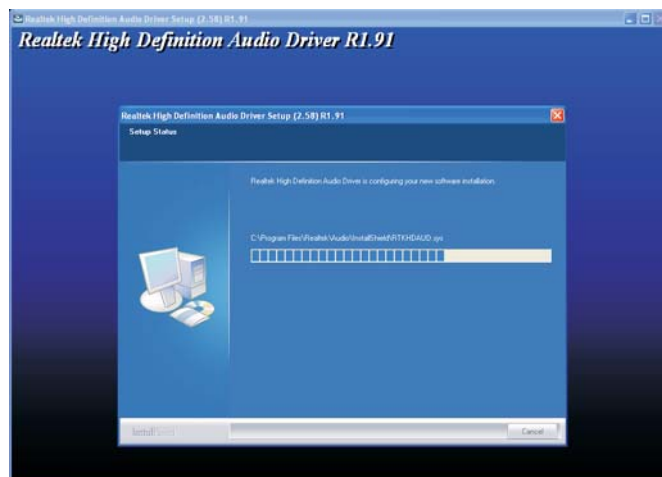 Realtek High Definition Audio Driver Setup (2.58) R1.91
Realtek High Definition Audio Driver R1.91
Realtek High Definition Audio Driver Setup (2.58) R1.91
Setup Status
Realtek High Definition Audio Driver is configuring your new software installation.
C:\Program Files\Realtek\Audio\InstallShield\RTKHDAUD.sys
InstallShield
Cancel